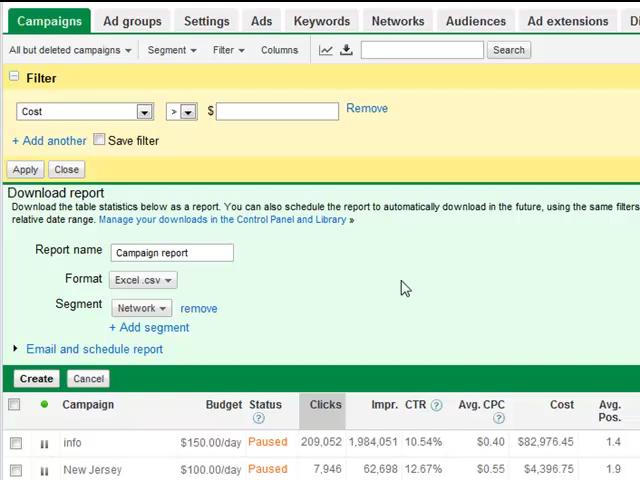 Campaigns Ad groups Settings Ads Keywords Networks Audiences Ad extensions
All but deleted campaigns Segment Filter Columns Search
Filter
Cost > $ Remove
+ Add another Save filter
Apply Close
Download report
Download the table statistics below as a report. You can also schedule the report to automatically download in the future, using the same filters
relative date range. Manage your downloads in the Control Panel and Library »
Report name Campaign report
Format Excel .csv
Segment Network remove
+ Add segment
Email and schedule report
Create Cancel
Campaign Budget Status ? Clicks Impr. CTR ? Avg. CPC ? Cost Avg. Pos.
info $150.00/day Paused 209,052 1,984,051 10.54% $0.40 $82,976.45 1.4
New Jersey $100.00/day Paused 7,946 62,698 12.67% $0.55 $4,396.75 1.9